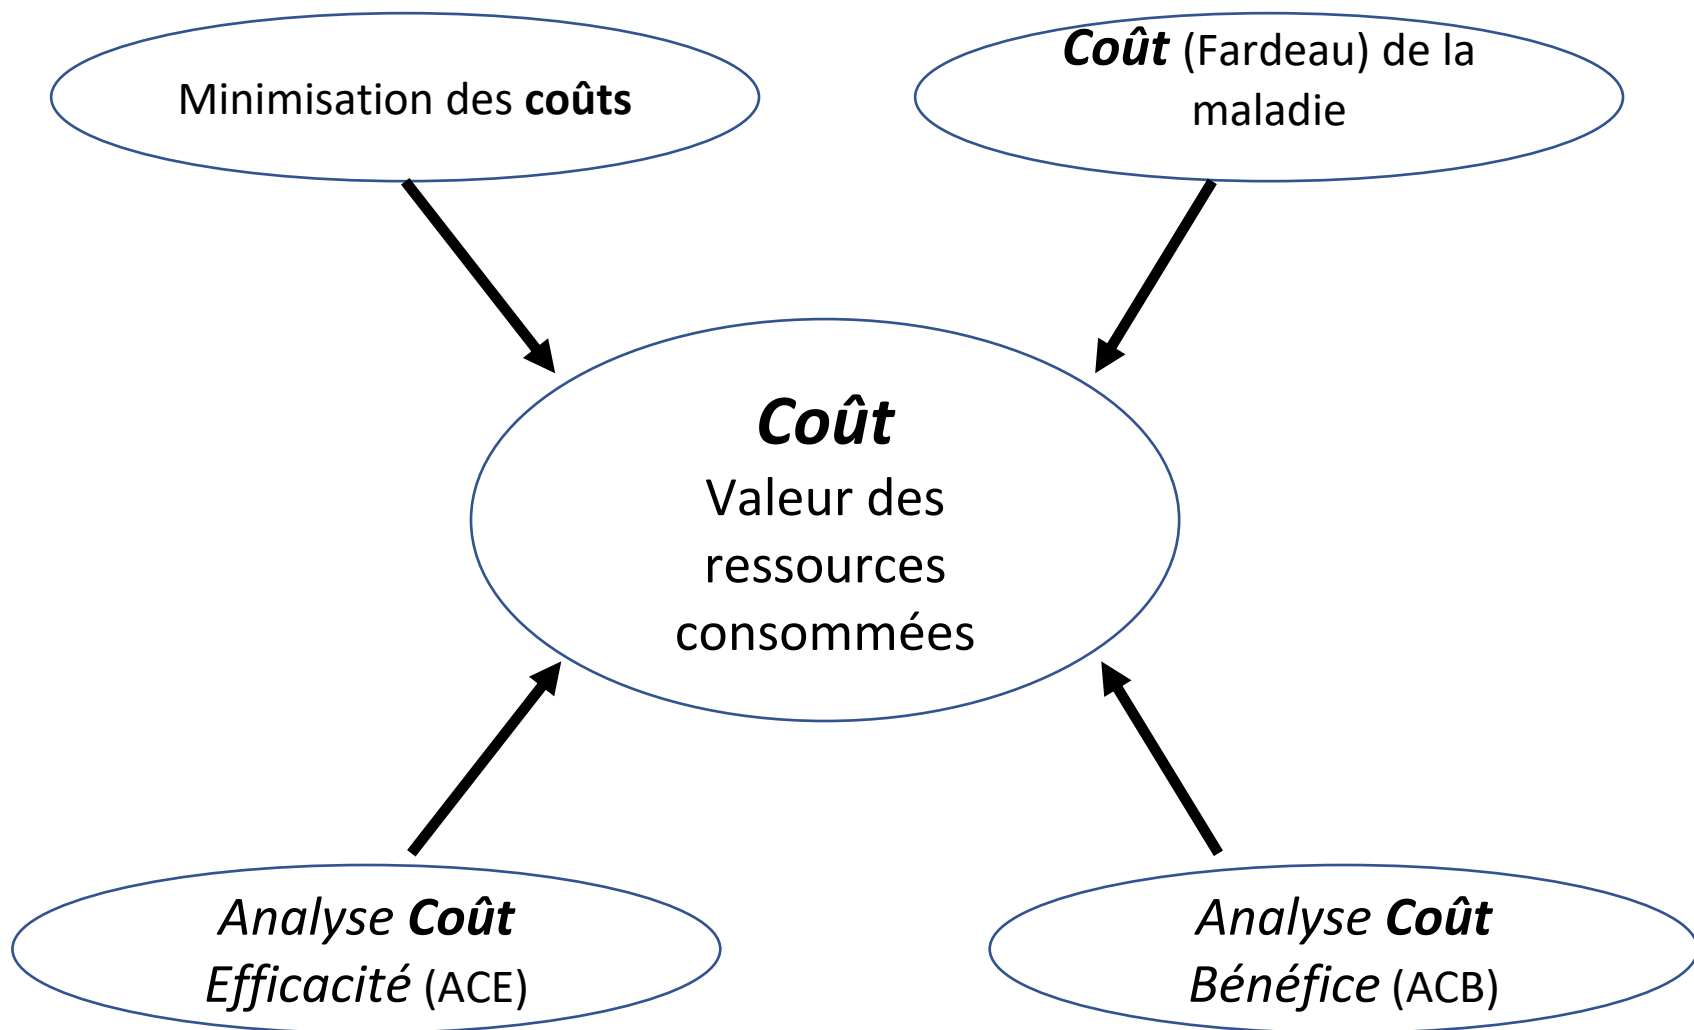 Minimisation des coûts
Coût (Fardeau) de la
maladie
Coût
Valeur des
ressources
consommées
Analyse Coût
Efficacité (ACE)
Analyse Coût
Bénéfice (ACB)